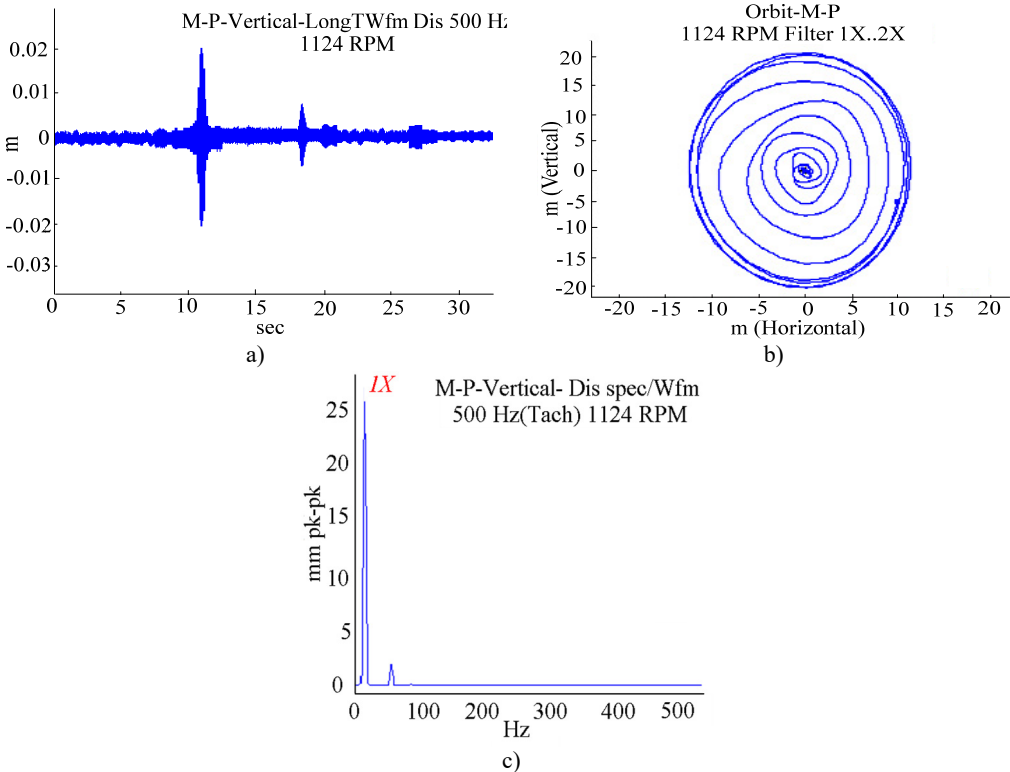 M-P-Vertical-LongTWfm Dis 500 Hz
1124 RPM
0.02
0.01
0
-0.01
-0.02
-0.03
m
0 5 10 15 20 25 30
sec
a)
Orbit-M-P
1124 RPM Filter 1X..2X
20
15
10
5
0
-5
-10
-15
-20
m (Vertical)
-20 -15 -10 -5 0 5 10 15 20
m (Horizontal)
b)
1X
M-P-Vertical- Dis spec/Wfm
500 Hz(Tach) 1124 RPM
25
20
15
10
5
0
mm pk-pk
0 100 200 300 400 500
Hz
c)